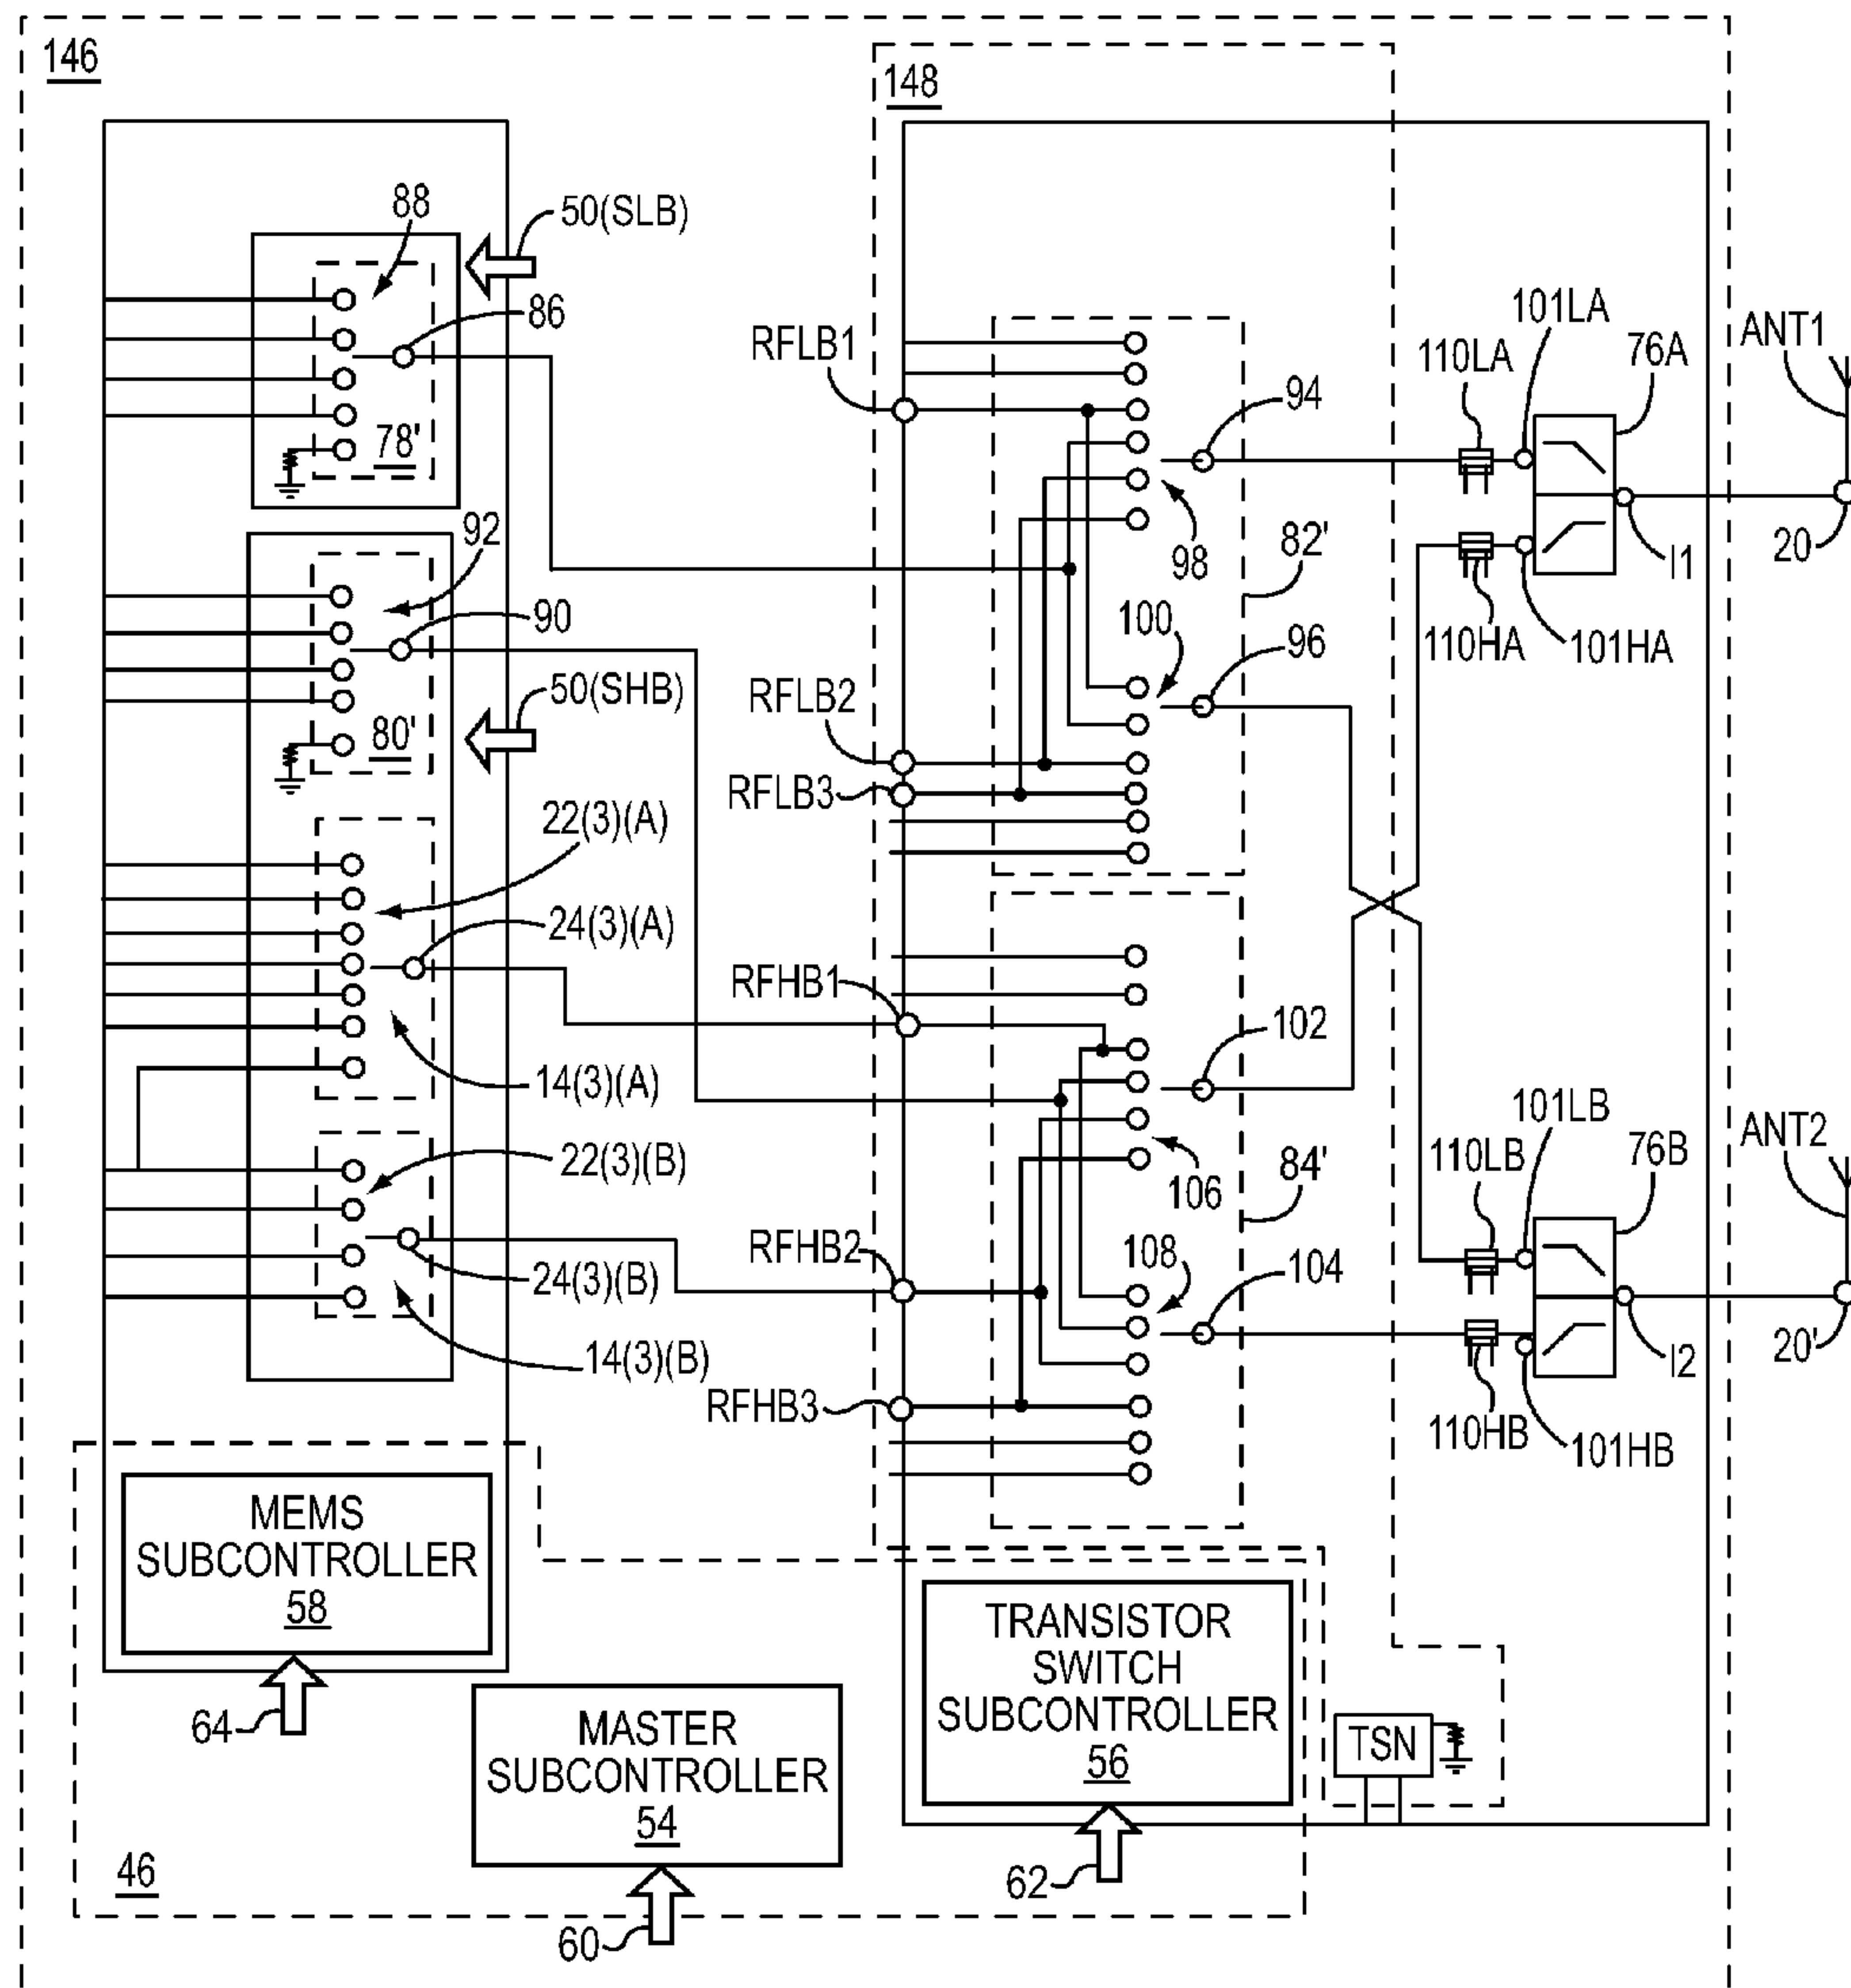 146
148
88
50(SLB)
86
RFLB1
94
110LA
101LA
76A
ANT1
78'
92
90
82'
98
I1
20
100
96
110HA
101HA
RFLB2
50(SHB)
80'
RFLB3
22(3)(A)
24(3)(A)
RFHB1
102
14(3)(A)
101LB
110LB
76B
ANT2
22(3)(B)
106
84'
RFHB2
108
104
24(3)(B)
14(3)(B)
I2
20'
RFHB3
110HB
101HB
MEMS
SUBCONTROLLER
58
TRANSISTOR
SWITCH
SUBCONTROLLER
56
64
MASTER
SUBCONTROLLER
54
TSN
46
62
60